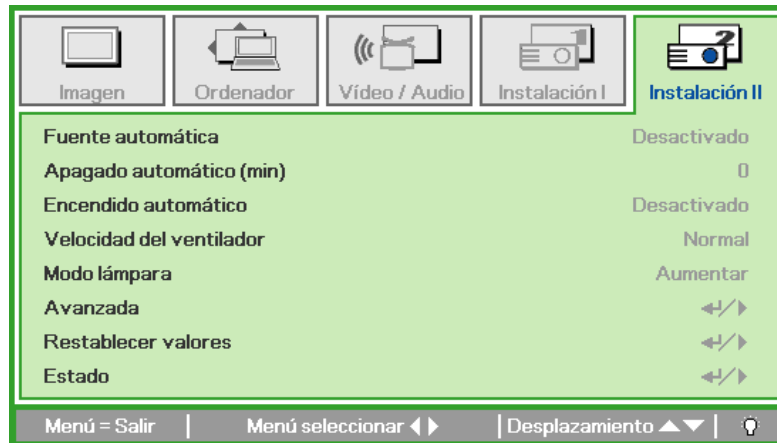 Imagen
Ordenador
Vídeo / Audio
Instalación I
Instalación II
Fuente automática Desactivado
Apagado automático (min) 0
Encendido automático Desactivado
Velocidad del ventilador Normal
Modo lámpara Aumentar
Avanzada
Restablecer valores
Estado
Menú = Salir Menú seleccionar Desplazamiento